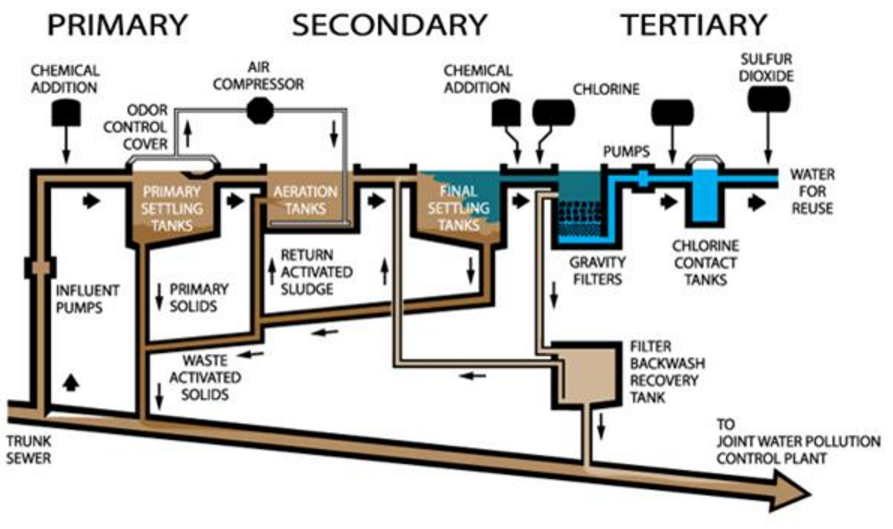 PRIMARY
SECONDARY
TERTIARY
CHEMICAL
ADDITION
ODOR
CONTROL
COVER
AIR
COMPRESSOR
CHEMICAL
ADDITION
CHLORINE
SULFUR
DIOXIDE
PUMPS
PRIMARY
SETTLING
TANKS
AERATION
TANKS
FINAL
SETTLING
TANKS
WATER
FOR
REUSE
GRAVITY
FILTERS
CHLORINE
CONTACT
TANKS
INFLUENT
PUMPS
PRIMARY
SOLIDS
RETURN
ACTIVATED
SLUDGE
WASTE
ACTIVATED
SOLIDS
FILTER
BACKWASH
RECOVERY
TANK
TRUNK
SEWER
TO
JOINT WATER POLLUTION
CONTROL PLANT